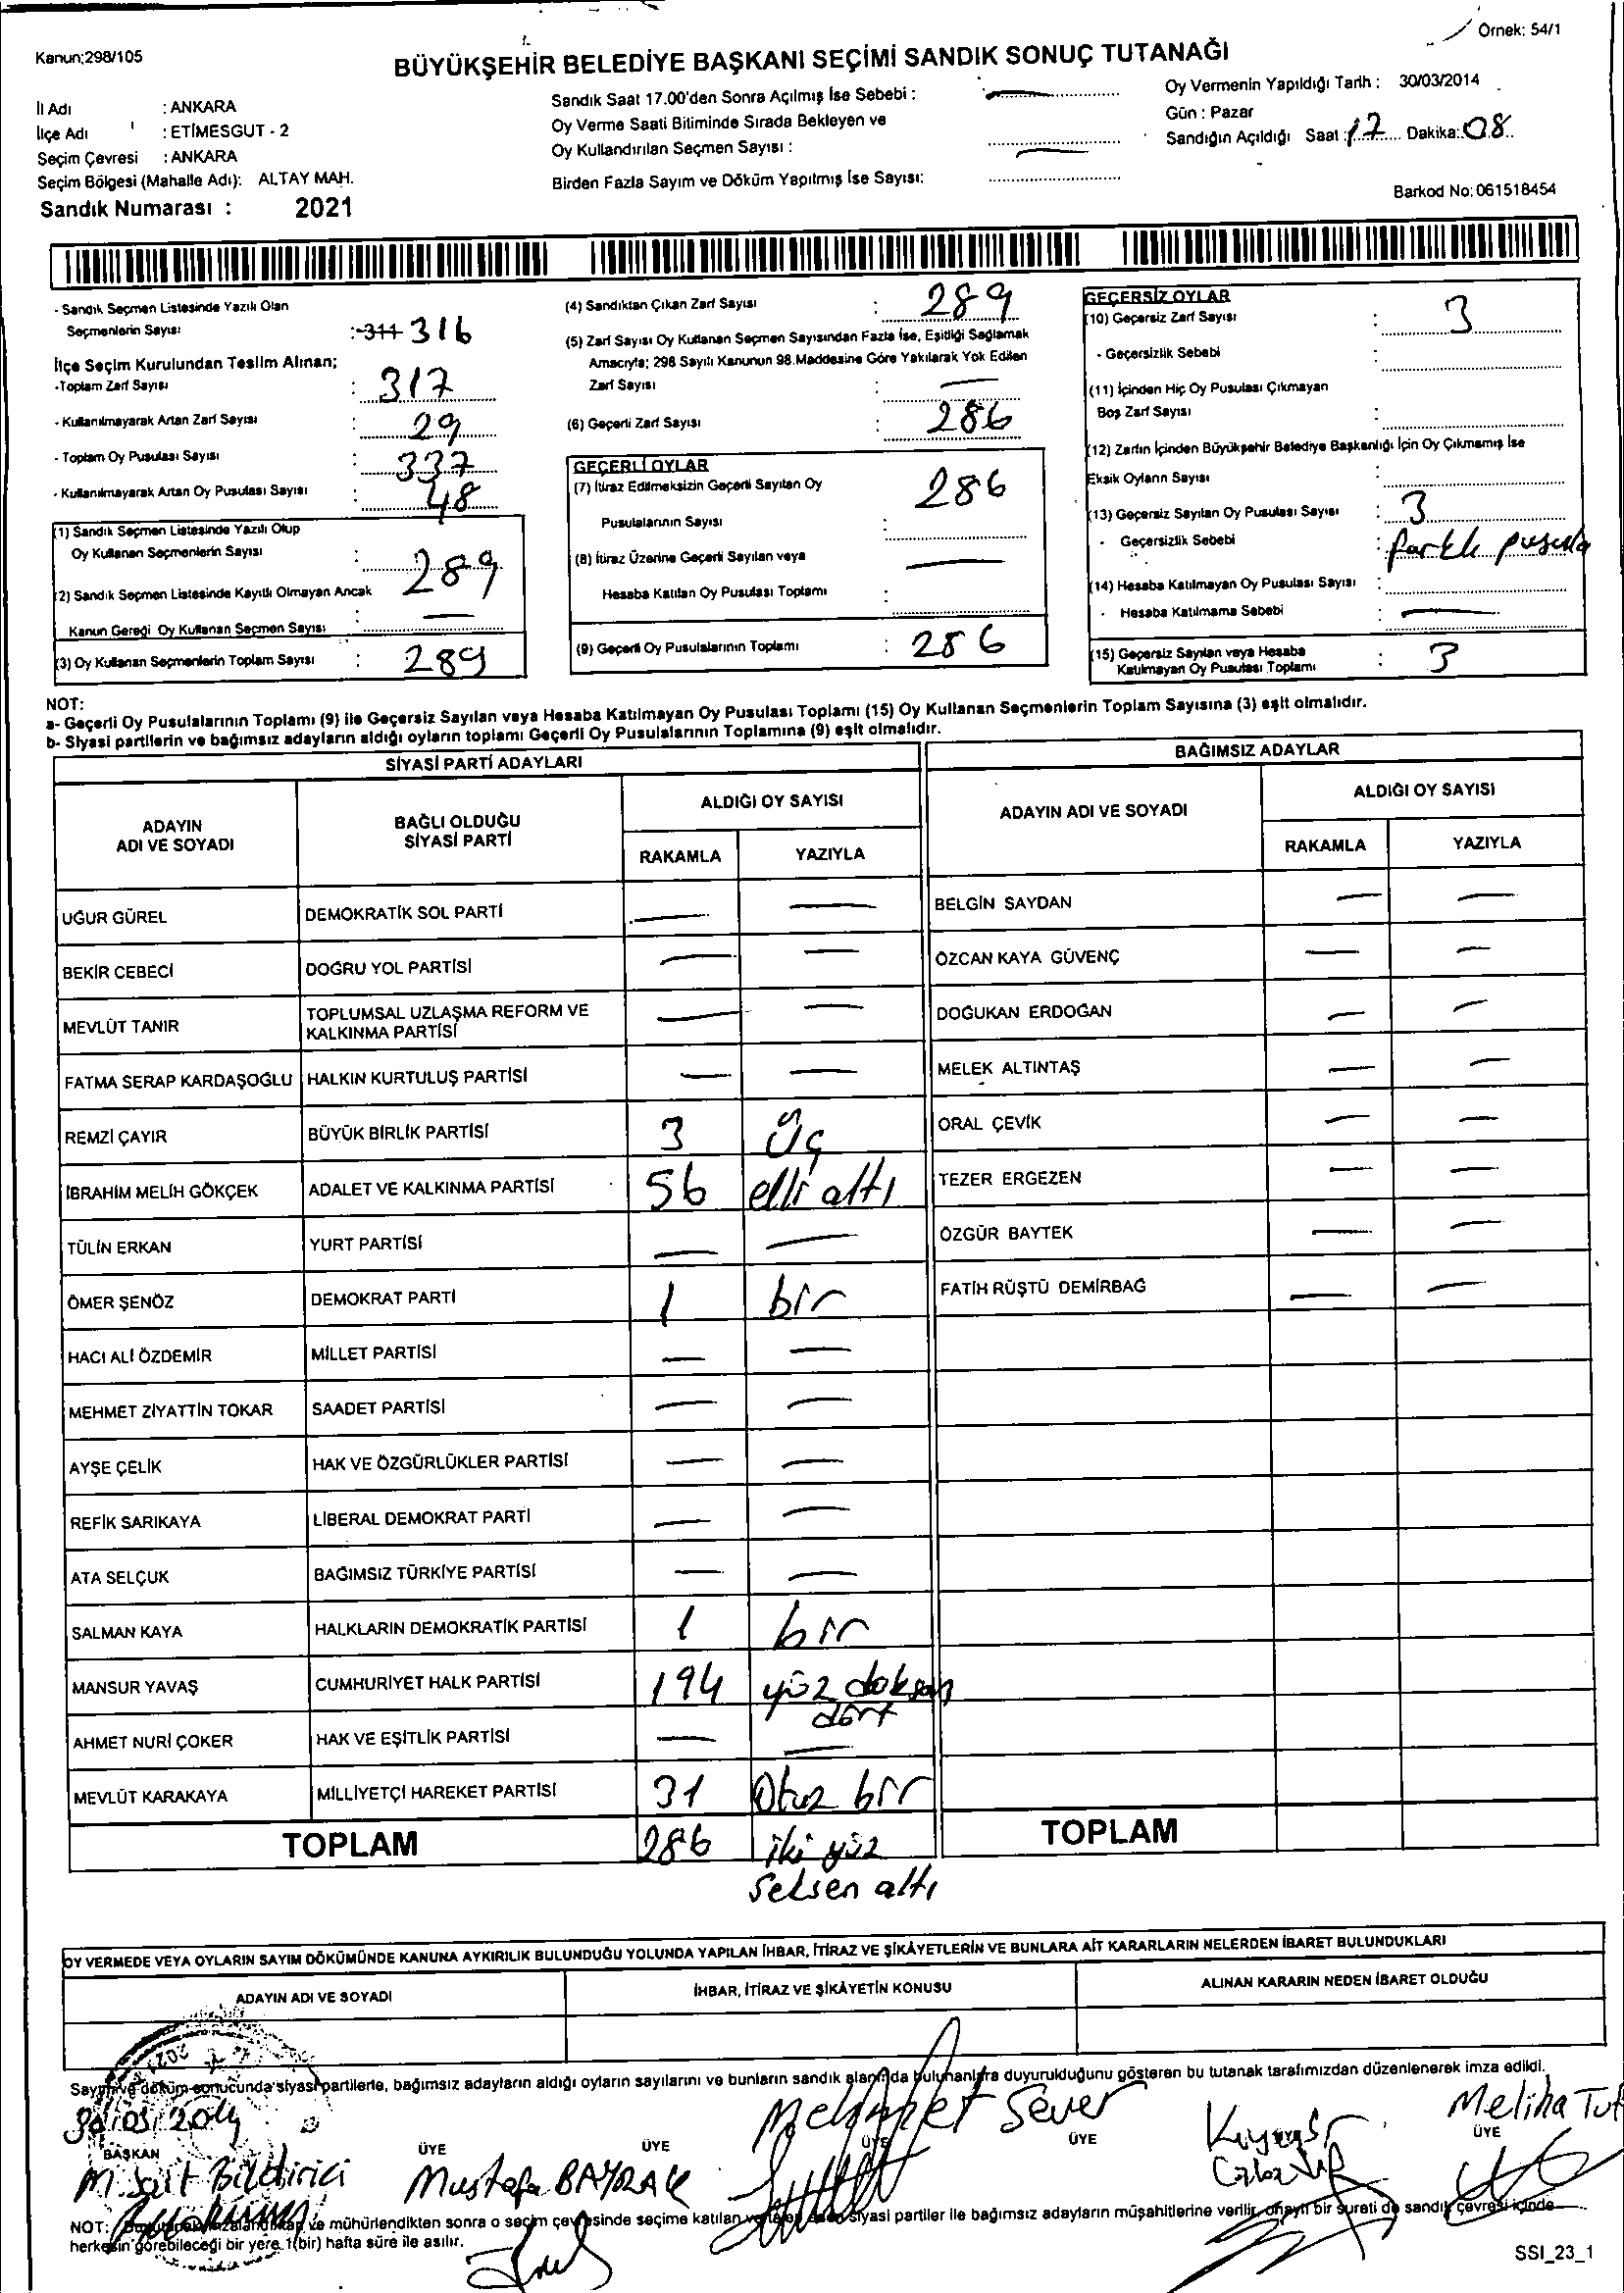 Örnek: 54/1
Kanun:298/105
BÜYÜKŞEHİR BELEDİYE BAŞKANI SEÇİMİ SANDIK SONUÇ TUTANAĞI
İl Adı : ANKARA
İlçe Adı : ETİMESGUT - 2
Seçim Çevresi : ANKARA
Seçim Bölgesi (Mahalle Adı): ALTAY MAH.
Sandık Numarası : 2021
Sandık Saat 17.00'den Sonra Açılmış İse Sebebi :
Oy Verme Saati Bitiminde Sırada Bekleyen ve
Oy Kullandırılan Seçmen Sayısı :
Birden Fazla Sayım ve Döküm Yapılmış İse Sayısı:
Oy Vermenin Yapıldığı Tarih : 30/03/2014
Gün : Pazar
Sandığın Açıldığı Saat : 17 Dakika: 08
Barkod No: 061518454
- Sandık Seçmen Listesinde Yazılı Olan
Seçmenlerin Sayısı : 311 316
İlçe Seçim Kurulundan Teslim Alınan;
-Toplam Zarf Sayısı : 317
- Kullanılmayarak Artan Zarf Sayısı : 29
- Toplam Oy Pusulası Sayısı : 337
- Kullanılmayarak Artan Oy Pusulası Sayısı : 48
(1) Sandık Seçmen Listesinde Yazılı Olup
Oy Kullanan Seçmenlerin Sayısı : 289
(2) Sandık Seçmen Listesinde Kayıtlı Olmayan Ancak
Kanun Gereği Oy Kullanan Seçmen Sayısı : —
(3) Oy Kullanan Seçmenlerin Toplam Sayısı : 289
(4) Sandıktan Çıkan Zarf Sayısı : 289
(5) Zarf Sayısı Oy Kullanan Seçmen Sayısından Fazla İse, Eşitliği Sağlamak
Amacıyla; 298 Sayılı Kanunun 98.Maddesine Göre Yakılarak Yok Edilen
Zarf Sayısı : —
(6) Geçerli Zarf Sayısı : 286
GEÇERLİ OYLAR
(7) İtiraz Edilmeksizin Geçerli Sayılan Oy
Pusulalarının Sayısı : 286
(8) İtiraz Üzerine Geçerli Sayılan veya
Hesaba Katılan Oy Pusulası Toplamı : —
(9) Geçerli Oy Pusulalarının Toplamı : 286
GEÇERSİZ OYLAR
(10) Geçersiz Zarf Sayısı : 3
- Geçersizlik Sebebi :
(11) İçinden Hiç Oy Pusulası Çıkmayan
Boş Zarf Sayısı :
(12) Zarfın İçinden Büyükşehir Belediye Başkanlığı İçin Oy Çıkmamış İse
Eksik Oyların Sayısı :
(13) Geçersiz Sayılan Oy Pusulası Sayısı : 3
- Geçersizlik Sebebi : farklı pusula
(14) Hesaba Katılmayan Oy Pusulası Sayısı :
- Hesaba Katılmama Sebebi : —
(15) Geçersiz Sayılan veya Hesaba
Katılmayan Oy Pusulası Toplamı : 3
NOT:
a- Geçerli Oy Pusulalarının Toplamı (9) ile Geçersiz Sayılan veya Hesaba Katılmayan Oy Pusulası Toplamı (15) Oy Kullanan Seçmenlerin Toplam Sayısına (3) eşit olmalıdır.
b- Siyasi partilerin ve bağımsız adayların aldığı oyların toplamı Geçerli Oy Pusulalarının Toplamına (9) eşit olmalıdır.
SİYASİ PARTİ ADAYLARI
ADAYIN ADI VE SOYADI
BAĞLI OLDUĞU SİYASİ PARTİ
ALDIĞI OY SAYISI
RAKAMLA YAZIYLA
UĞUR GÜREL DEMOKRATİK SOL PARTİ — —
BEKİR CEBECİ DOĞRU YOL PARTİSİ — —
MEVLÜT TANIR TOPLUMSAL UZLAŞMA REFORM VE KALKINMA PARTİSİ — —
FATMA SERAP KARDAŞOĞLU HALKIN KURTULUŞ PARTİSİ — —
REMZİ ÇAYIR BÜYÜK BİRLİK PARTİSİ 3 üç
İBRAHİM MELİH GÖKÇEK ADALET VE KALKINMA PARTİSİ 56 elli altı
TÜLİN ERKAN YURT PARTİSİ — —
ÖMER ŞENÖZ DEMOKRAT PARTİ 1 bir
HACI ALİ ÖZDEMİR MİLLET PARTİSİ — —
MEHMET ZİYATTİN TOKAR SAADET PARTİSİ — —
AYŞE ÇELİK HAK VE ÖZGÜRLÜKLER PARTİSİ — —
REFİK SARIKAYA LİBERAL DEMOKRAT PARTİ — —
ATA SELÇUK BAĞIMSIZ TÜRKİYE PARTİSİ — —
SALMAN KAYA HALKLARIN DEMOKRATİK PARTİSİ 1 bir
MANSUR YAVAŞ CUMHURİYET HALK PARTİSİ 194 yüz doksan dört
AHMET NURİ ÇOKER HAK VE EŞİTLİK PARTİSİ — —
MEVLÜT KARAKAYA MİLLİYETÇİ HAREKET PARTİSİ 31 Otuz bir
TOPLAM 286 iki yüz seksen altı
BAĞIMSIZ ADAYLAR
ADAYIN ADI VE SOYADI
ALDIĞI OY SAYISI
RAKAMLA YAZIYLA
BELGİN SAYDAN — —
ÖZCAN KAYA GÜVENÇ — —
DOĞUKAN ERDOĞAN — —
MELEK ALTINTAŞ — —
ORAL ÇEVİK — —
TEZER ERGEZEN — —
ÖZGÜR BAYTEK — —
FATİH RÜŞTÜ DEMİRBAĞ — —
TOPLAM
OY VERMEDE VEYA OYLARIN SAYIM DÖKÜMÜNDE KANUNA AYKIRILIK BULUNDUĞU YOLUNDA YAPILAN İHBAR, İTİRAZ VE ŞİKÂYETLERİN VE BUNLARA AİT KARARLARIN NELERDEN İBARET BULUNDUKLARI
ADAYIN ADI VE SOYADI
İHBAR, İTİRAZ VE ŞİKÂYETİN KONUSU
ALINAN KARARIN NEDEN İBARET OLDUĞU
Sayım ve döküm sonucunda siyasi partilerle, bağımsız adayların aldığı oyların sayılarını ve bunların sandık alanında bulunanlara duyurulduğunu gösteren bu tutanak tarafımızdan düzenlenerek imza edildi.
30/03/2014
BAŞKAN ÜYE ÜYE ÜYE ÜYE ÜYE
M. Sait Bildirici
Mustafa BAYRAK
Mehmet Sever
Meliha Tut
NOT: mühürlendikten sonra o seçim çevresinde seçime katılan siyasi partiler ile bağımsız adayların müşahitlerine verilir, onaylı bir sureti de sandık çevresi içinde
herkesin görebileceği bir yere 1(bir) hafta süre ile asılır.
SSI_23_1